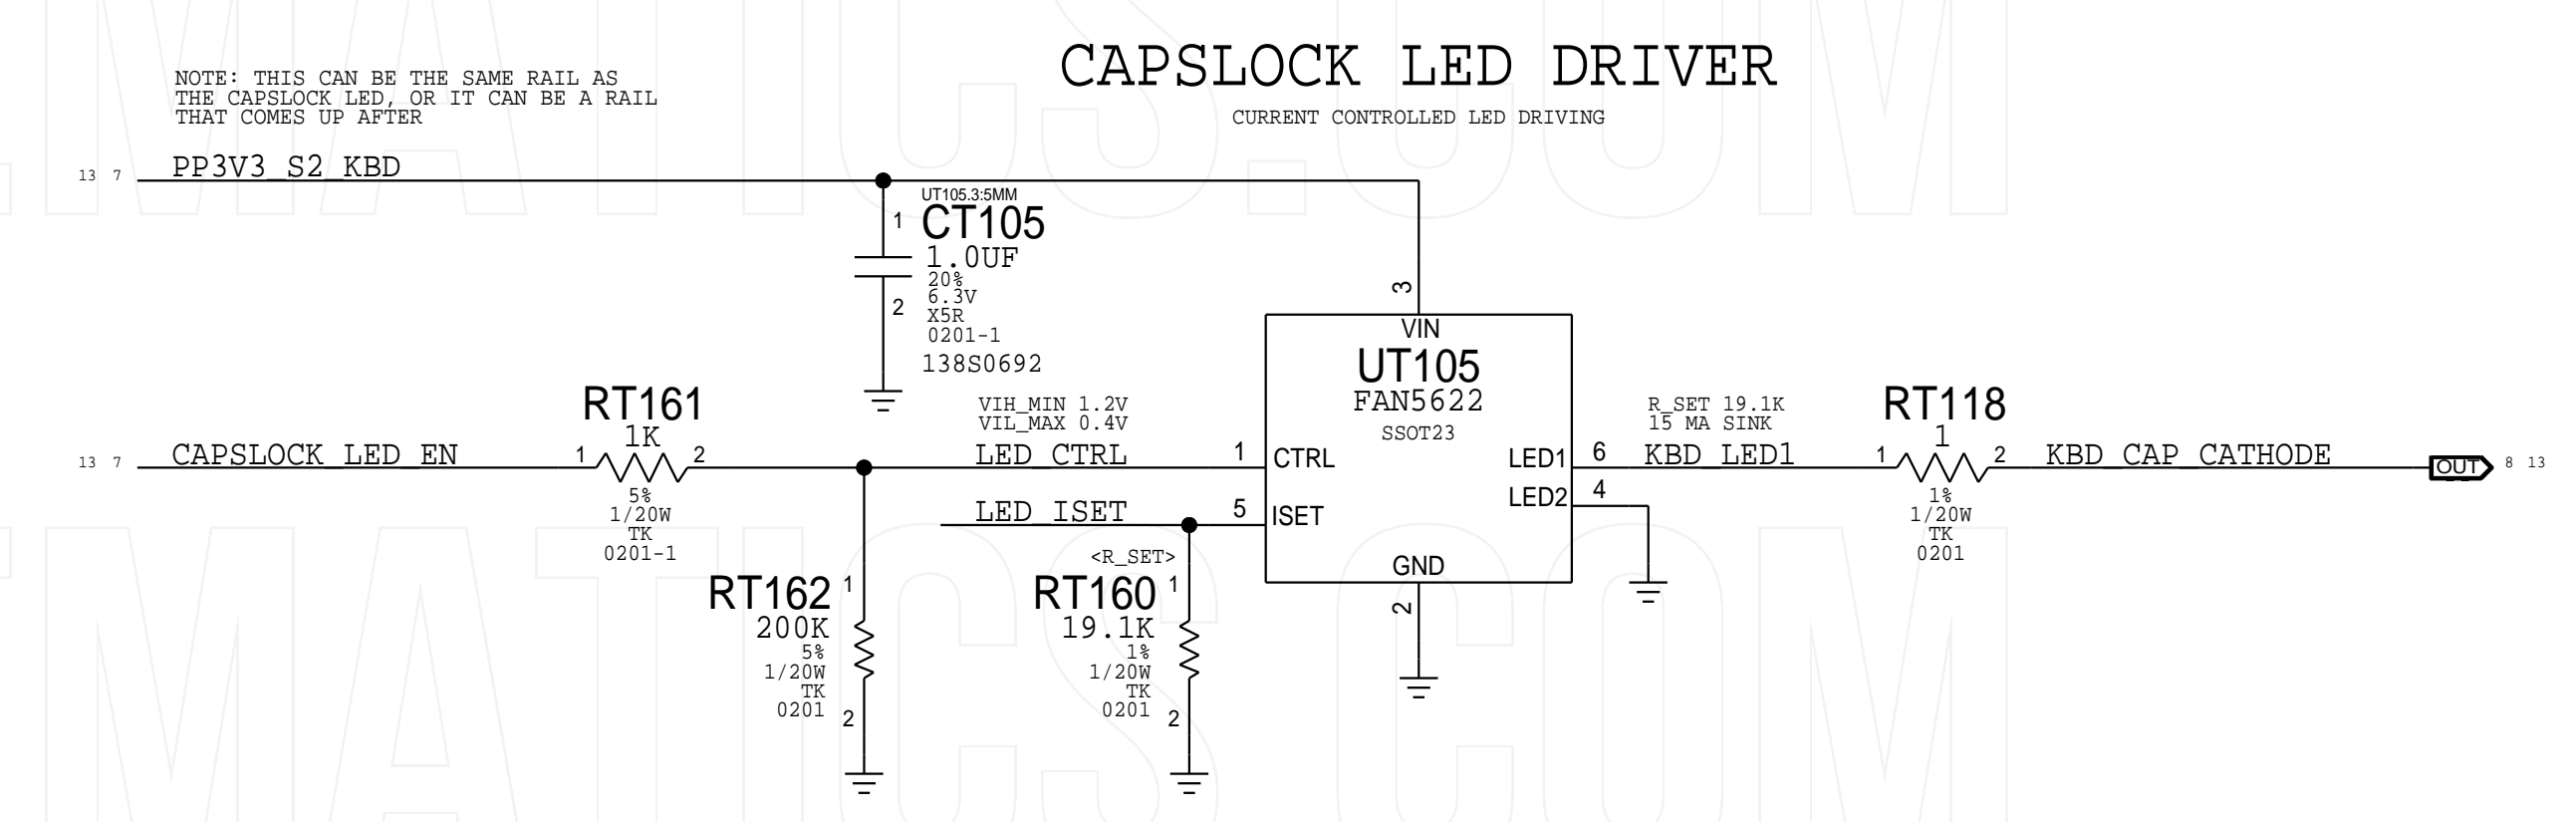 CAPSLOCK LED DRIVER
CURRENT CONTROLLED LED DRIVING
NOTE: THIS CAN BE THE SAME RAIL AS
THE CAPSLOCK LED, OR IT CAN BE A RAIL
THAT COMES UP AFTER
13 7
PP3V3_S2_KBD
UT105.3:5MM
1
CT105
1.0UF
20%
6.3V
2
X5R
0201-1
138S0692
3
VIN
UT105
FAN5622
SSOT23
CTRL
ISET
LED1
LED2
GND
2
13 7
CAPSLOCK_LED_EN
RT161
1K
1
2
5%
1/20W
TK
0201-1
VIH_MIN 1.2V
VIL_MAX 0.4V
LED_CTRL
1
LED_ISET
5
<R_SET>
RT162
1
200K
5%
1/20W
TK
0201
2
RT160
1
19.1K
1%
1/20W
TK
0201
2
R_SET 19.1K
15 MA SINK
6
KBD_LED1
4
RT118
1
1
2
1%
1/20W
TK
0201
KBD_CAP_CATHODE
OUT
8 13
MATICS.COM
EMATICS.COM